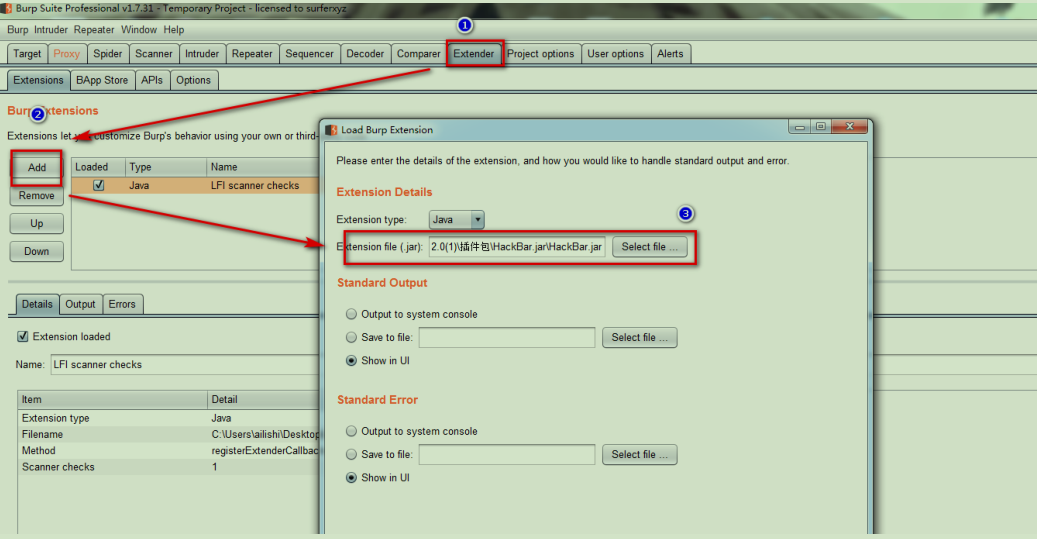 Burp Suite Professional v1.7.31 - Temporary Project - licensed to surferxyz
1
Burp Intruder Repeater Window Help
Target Proxy Spider Scanner Intruder Repeater Sequencer Decoder Comparer Extender Project options User options Alerts
Extensions BApp Store APIs Options
2
Burp Extensions
Extensions let you customize Burp's behavior using your own or third-
Add
Remove
Up
Down
Loaded Type Name
Java LFI scanner checks
Details Output Errors
Extension loaded
Name: LFI scanner checks
Item Detail
Extension type Java
Filename C:\Users\ailishi\Desktop
Method registerExtenderCallbac
Scanner checks 1
Load Burp Extension
Please enter the details of the extension, and how you would like to handle standard output and error.
Extension Details
3
Extension type: Java
Extension file (.jar): 2.0(1)\插件包\HackBar.jar\HackBar.jar Select file ...
Standard Output
Output to system console
Save to file: Select file ...
Show in UI
Standard Error
Output to system console
Save to file: Select file ...
Show in UI